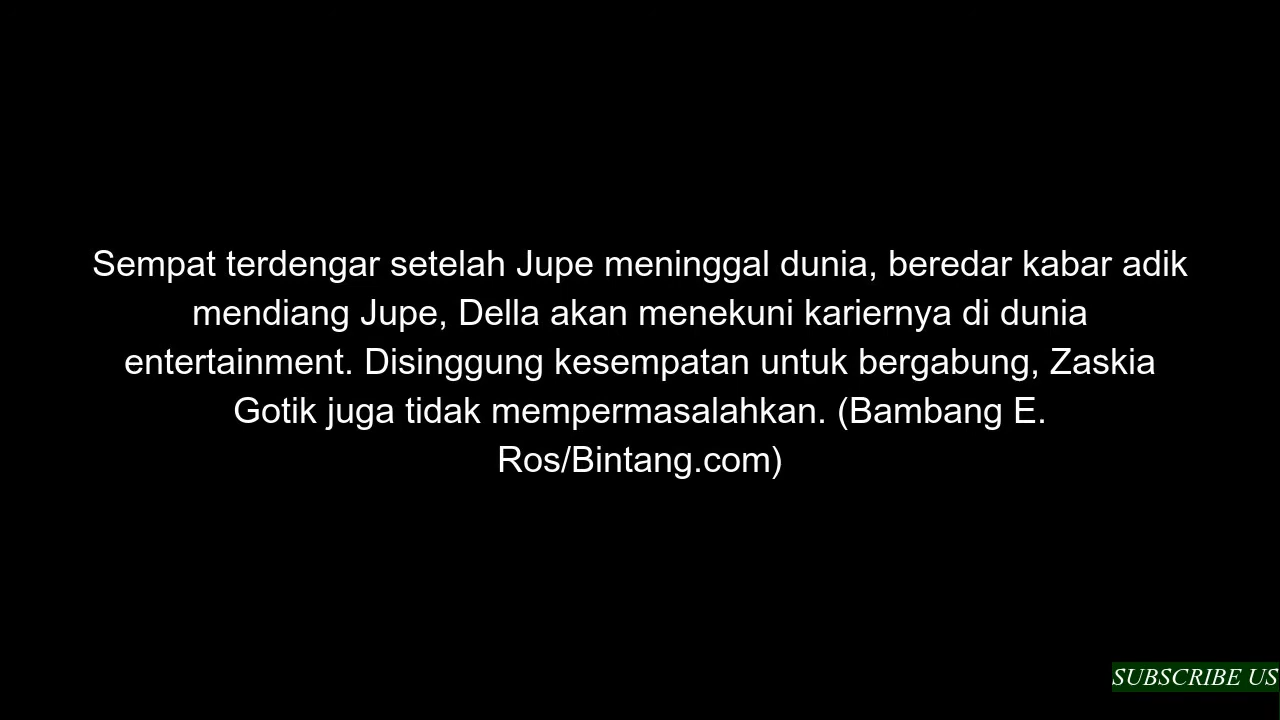 Sempat terdengar setelah Jupe meninggal dunia, beredar kabar adik
mendiang Jupe, Della akan menekuni kariernya di dunia
entertainment. Disinggung kesempatan untuk bergabung, Zaskia
Gotik juga tidak mempermasalahkan. (Bambang E.
Ros/Bintang.com)
SUBSCRIBE US